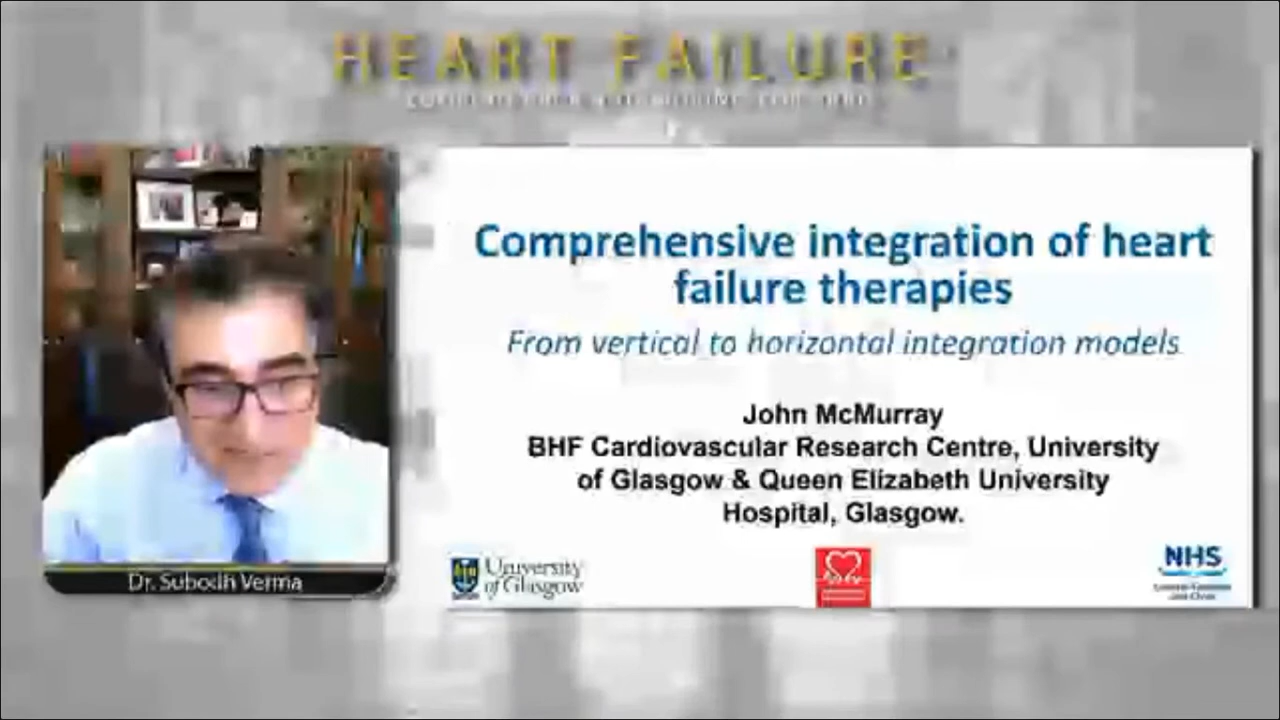 HEART FAILURE
Comprehensive integration of heart
failure therapies
From vertical to horizontal integration models
John McMurray
BHF Cardiovascular Research Centre, University
of Glasgow & Queen Elizabeth University
Hospital, Glasgow.
Dr. Subodh Verma
University
of Glasgow
NHS